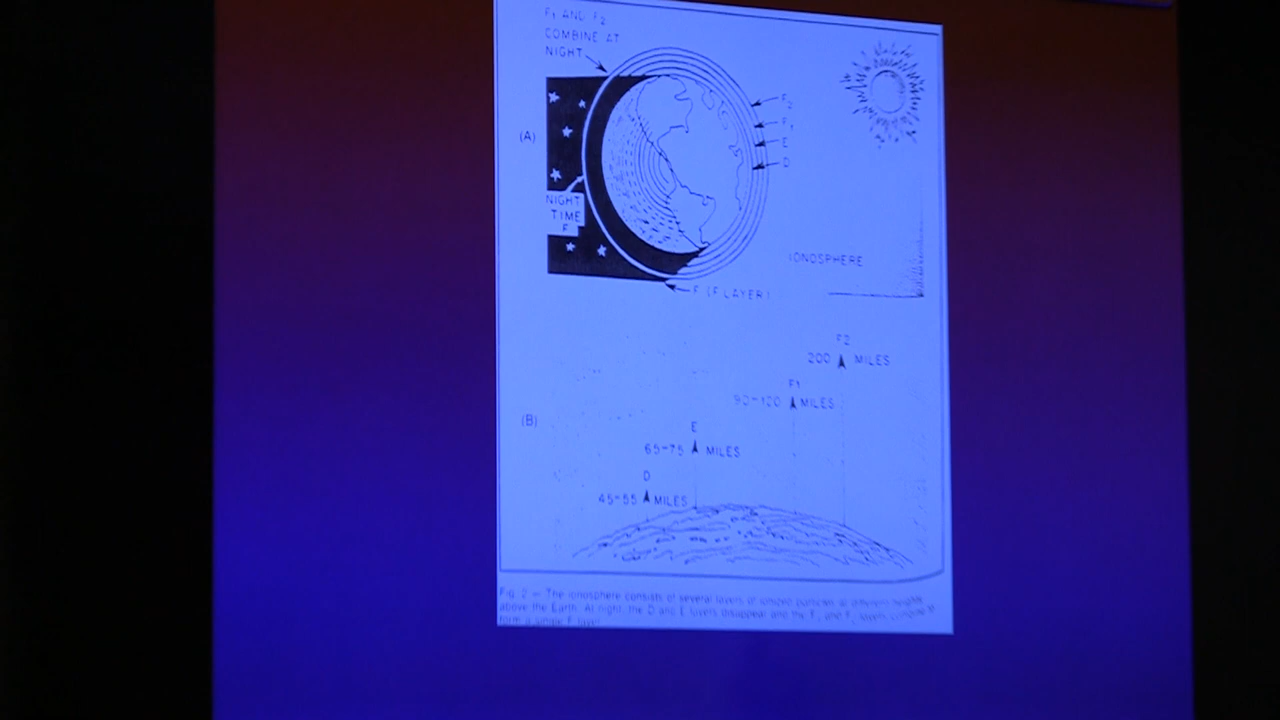 F₁ AND F₂
COMBINE AT
NIGHT
F₂
F₁
E
D
(A)
NIGHT
TIME
F
IONOSPHERE
F (F LAYER)
F2
200 MILES
F1
90-100 MILES
(B)
E
65-75 MILES
D
45-55 MILES
Fig. 2 — The ionosphere consists of several layers of ionized particles at different heights
above the Earth. At night, the D and E layers disappear and the F₁ and F₂ layers combine to
form a single F layer